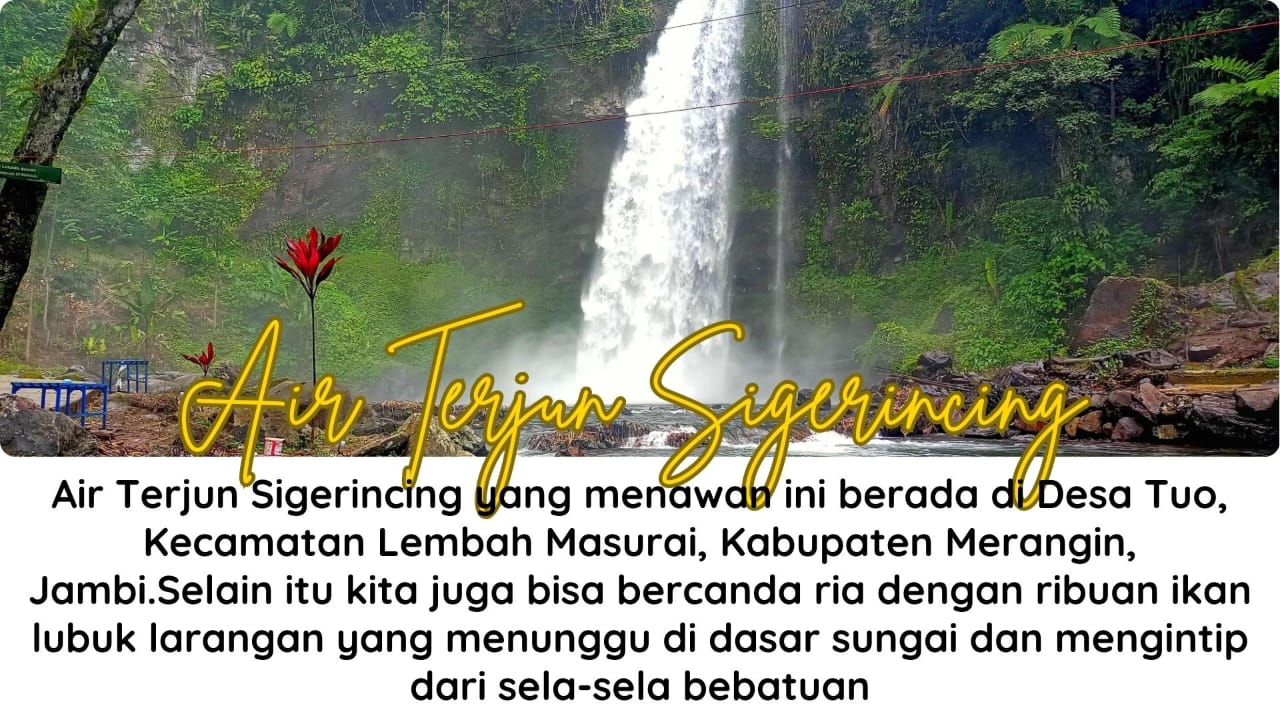 Air Terjun Sigerincing
Air Terjun Sigerincing yang menawan ini berada di Desa Tuo,
Kecamatan Lembah Masurai, Kabupaten Merangin,
Jambi.Selain itu kita juga bisa bercanda ria dengan ribuan ikan
lubuk larangan yang menunggu di dasar sungai dan mengintip
dari sela-sela bebatuan